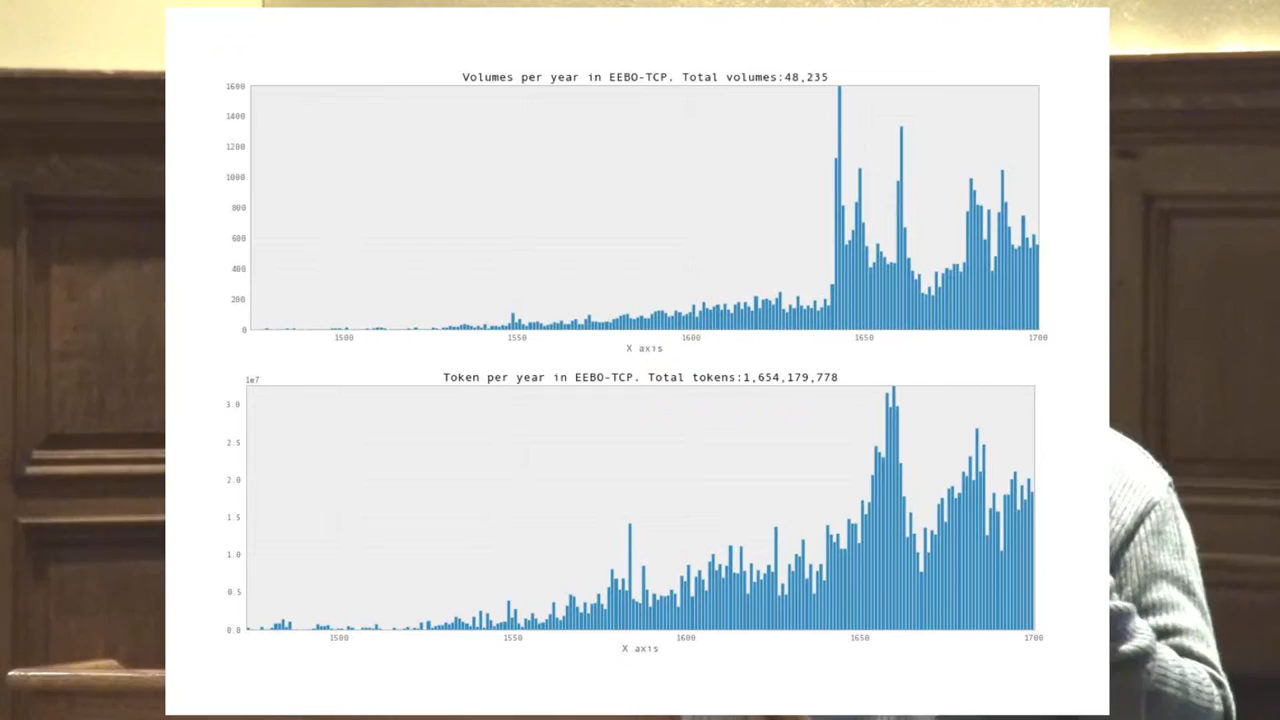 Volumes per year in EEBO-TCP. Total volumes:48,235
1600
1400
1200
1000
800
600
400
200
0
1500 1550 1600 1650 1700
X axis
Token per year in EEBO-TCP. Total tokens:1,654,179,778
1e7
3.0
2.5
2.0
1.5
1.0
0.5
0.0
1500 1550 1600 1650 1700
X axis